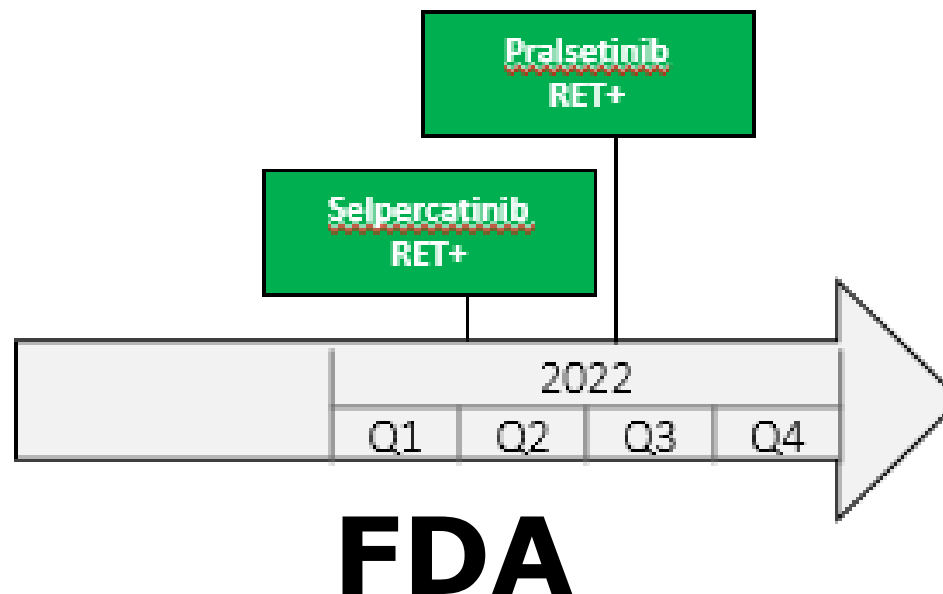 Pralsetinib
RET+
Selpercatinib
RET+
2022
Q1 Q2 Q3 Q4
FDA